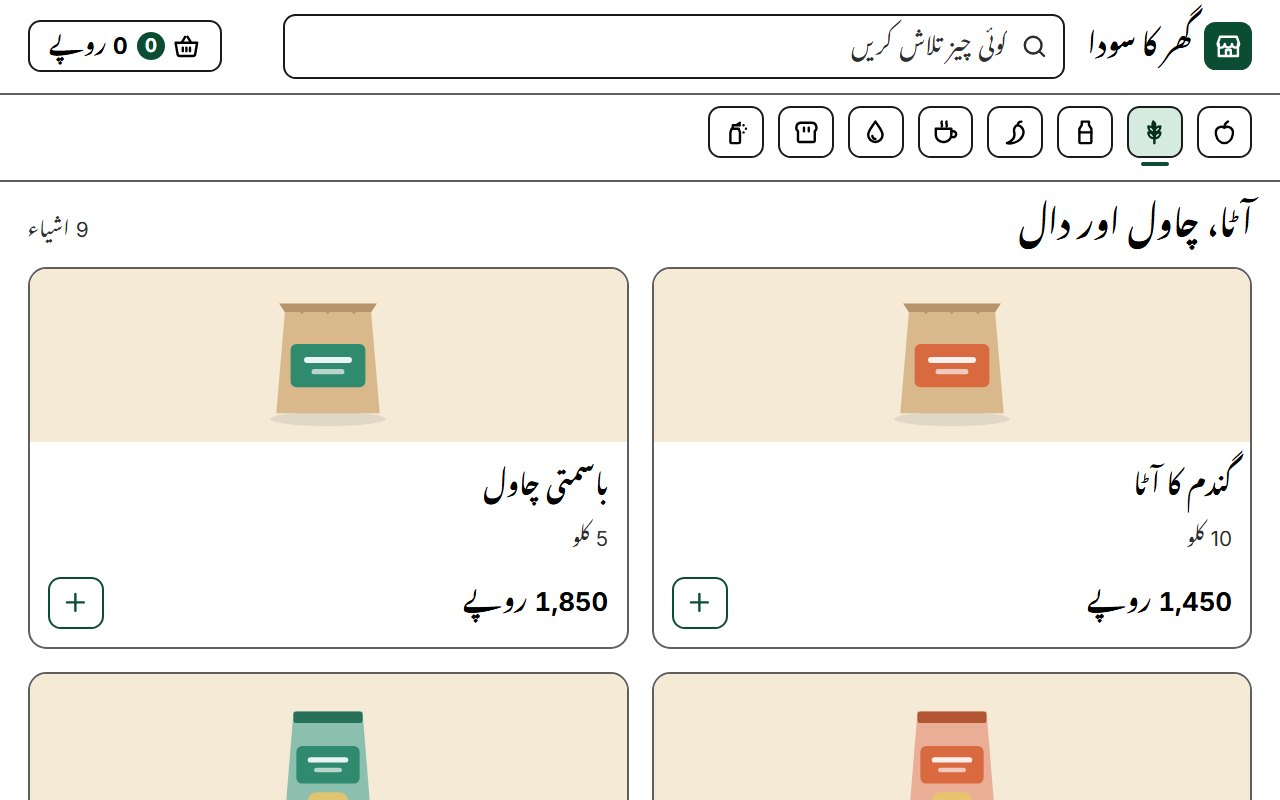 گھر کا سودا
کوئی چیز تلاش کریں
0 0 روپے
آٹا، چاول اور دال
9 اشیاء
گندم کا آٹا
10 کلو
1,450 روپے
باسمتی چاول
5 کلو
1,850 روپے